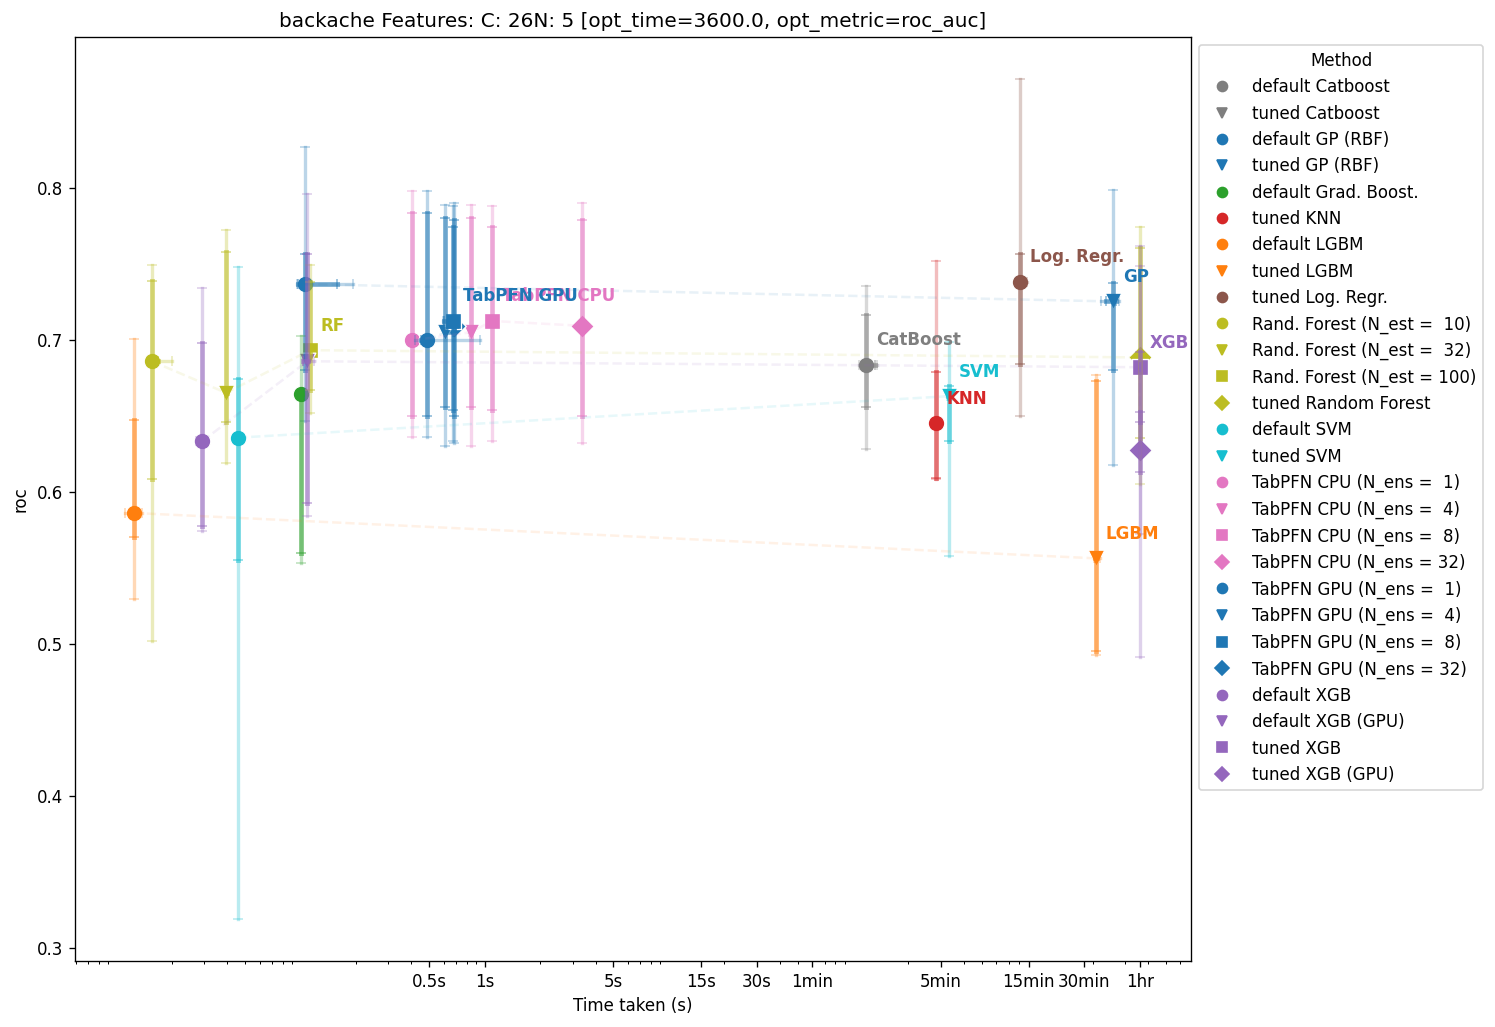 backache Features: C: 26N: 5 [opt_time=3600.0, opt_metric=roc_auc]
roc
0.8
0.7
0.6
0.5
0.4
0.3
RF
TabPFN GPU
TabPFN CPU
CatBoost
KNN
SVM
Log. Regr.
GP
XGB
LGBM
0.5s 1s 5s 15s 30s 1min 5min 15min 30min 1hr
Time taken (s)
Method
default Catboost
tuned Catboost
default GP (RBF)
tuned GP (RBF)
default Grad. Boost.
tuned KNN
default LGBM
tuned LGBM
tuned Log. Regr.
Rand. Forest (N_est =  10)
Rand. Forest (N_est =  32)
Rand. Forest (N_est = 100)
tuned Random Forest
default SVM
tuned SVM
TabPFN CPU (N_ens =  1)
TabPFN CPU (N_ens =  4)
TabPFN CPU (N_ens =  8)
TabPFN CPU (N_ens = 32)
TabPFN GPU (N_ens =  1)
TabPFN GPU (N_ens =  4)
TabPFN GPU (N_ens =  8)
TabPFN GPU (N_ens = 32)
default XGB
default XGB (GPU)
tuned XGB
tuned XGB (GPU)